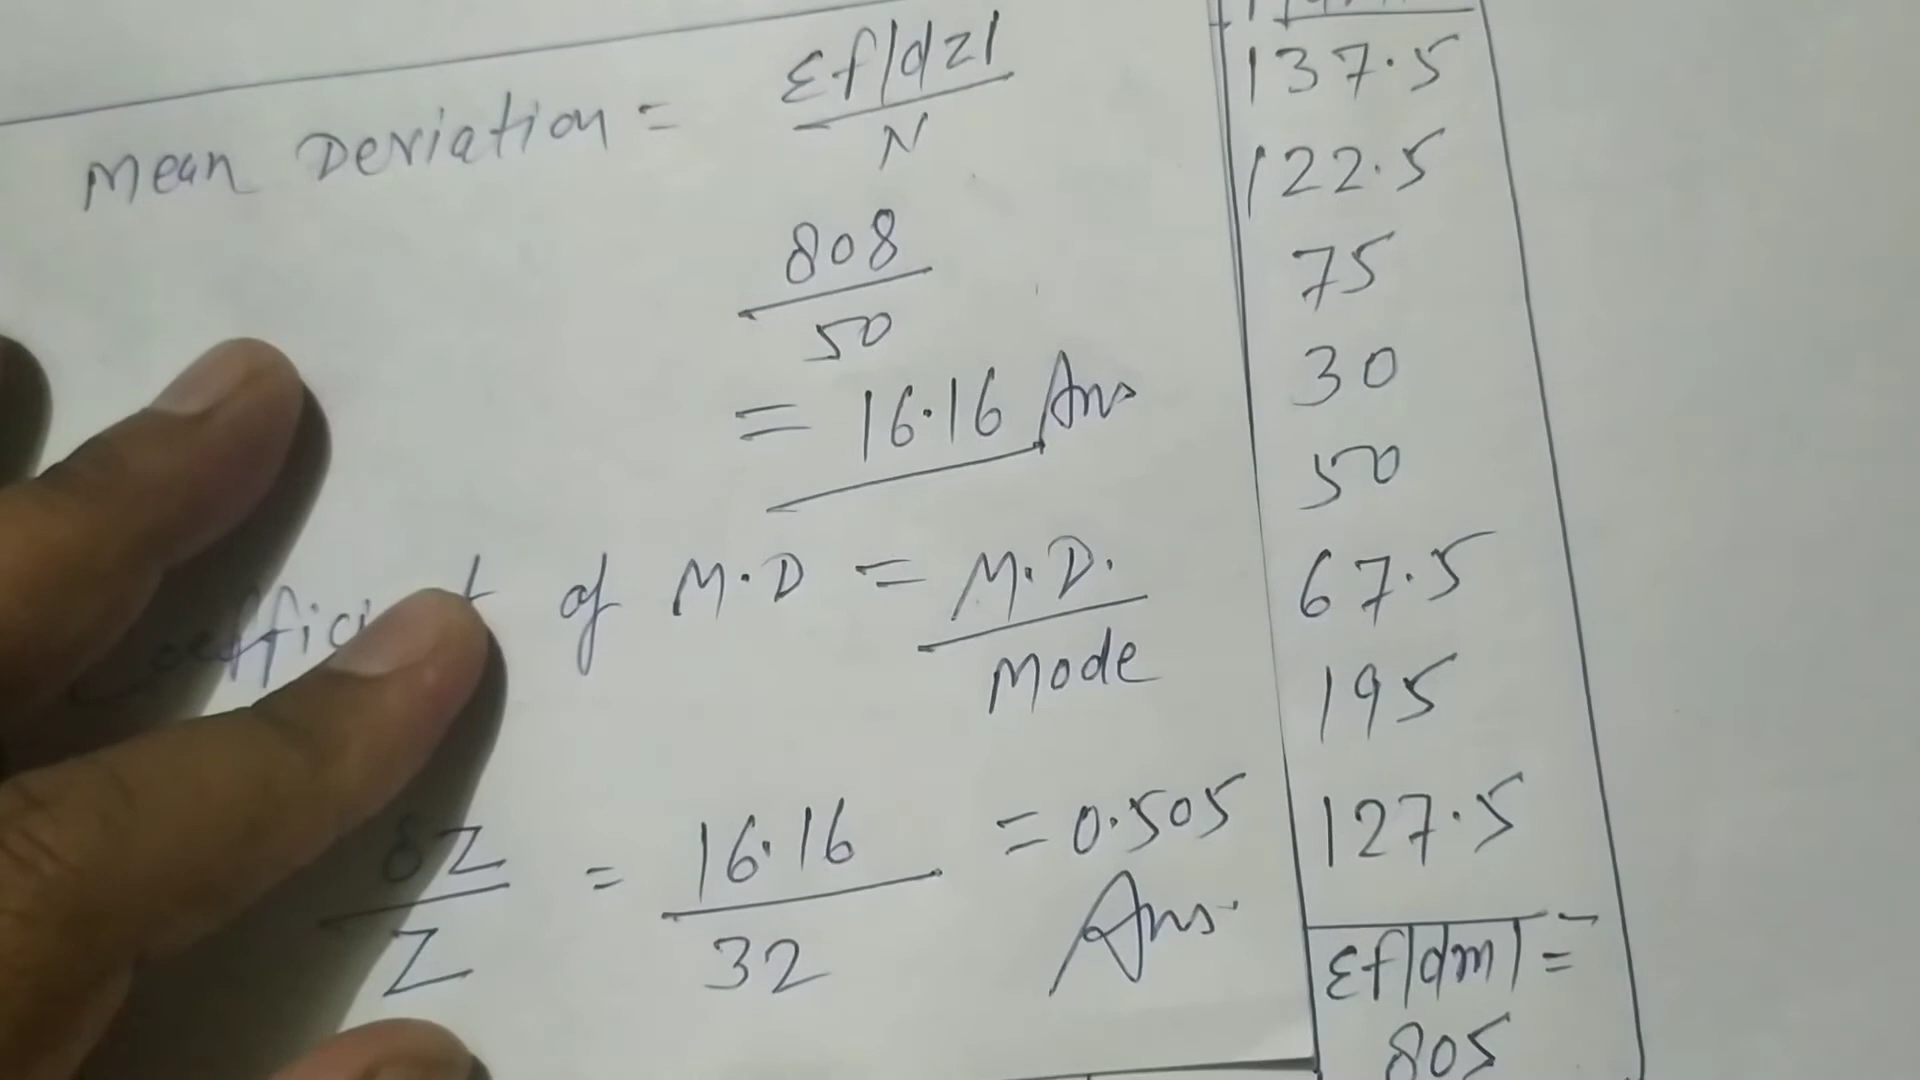 Mean Deviation = Σf|dz|
N
808
50
= 16.16 Ans
of M.D = M.D.
Mode
δZ = 16.16 = 0.505
Z 32 Ans.
137.5
122.5
75
30
50
67.5
195
127.5
Σf|dm| =
805